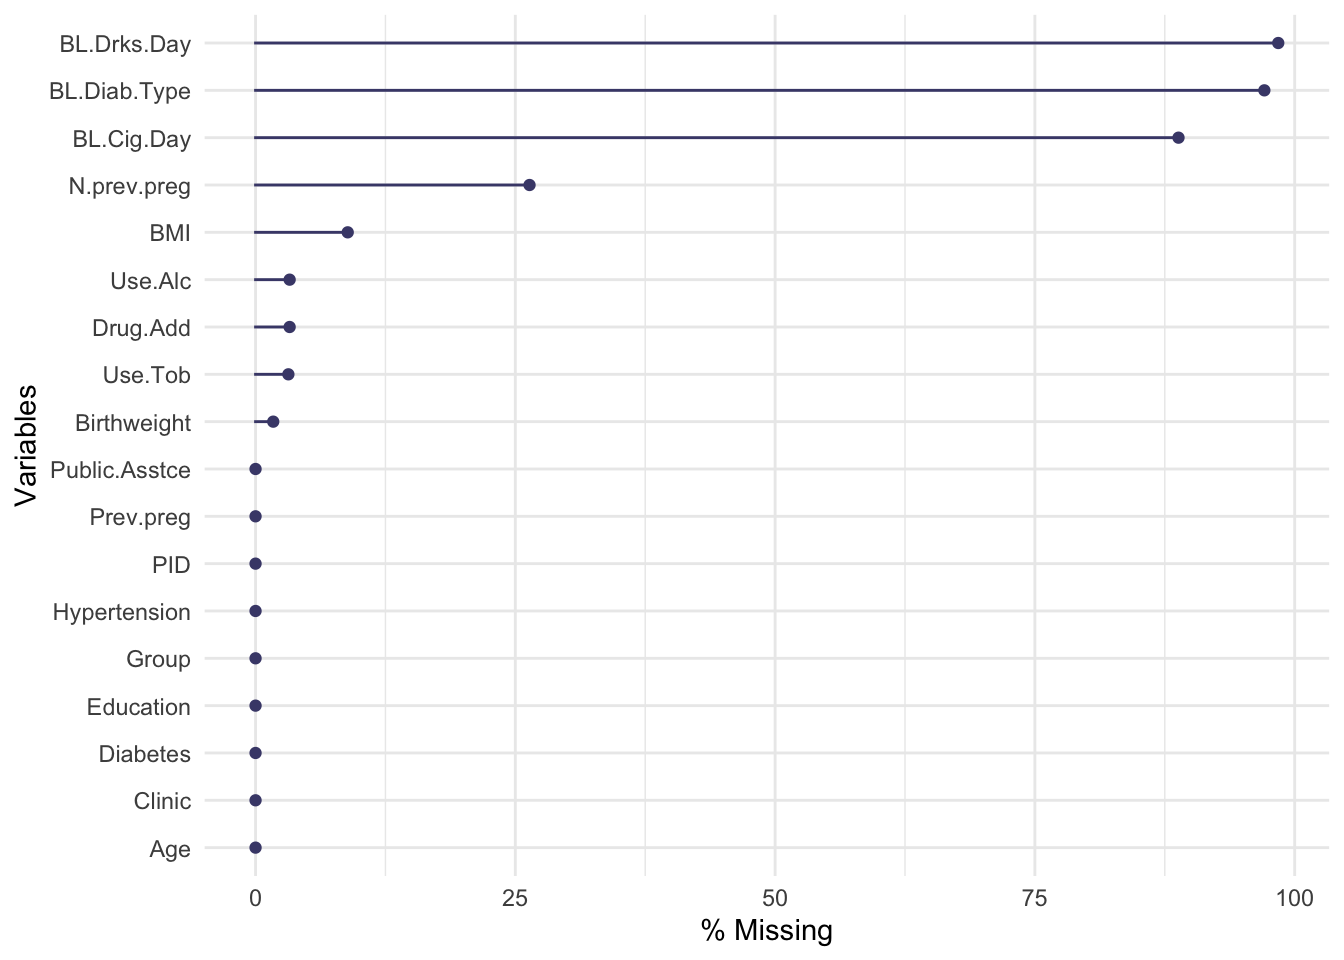 BL.Drks.Day
BL.Diab.Type
BL.Cig.Day
N.prev.preg
BMI
Use.Alc
Drug.Add
Use.Tob
Birthweight
Public.Asstce
Prev.preg
PID
Hypertension
Group
Education
Diabetes
Clinic
Age
Variables
0 25 50 75 100
% Missing